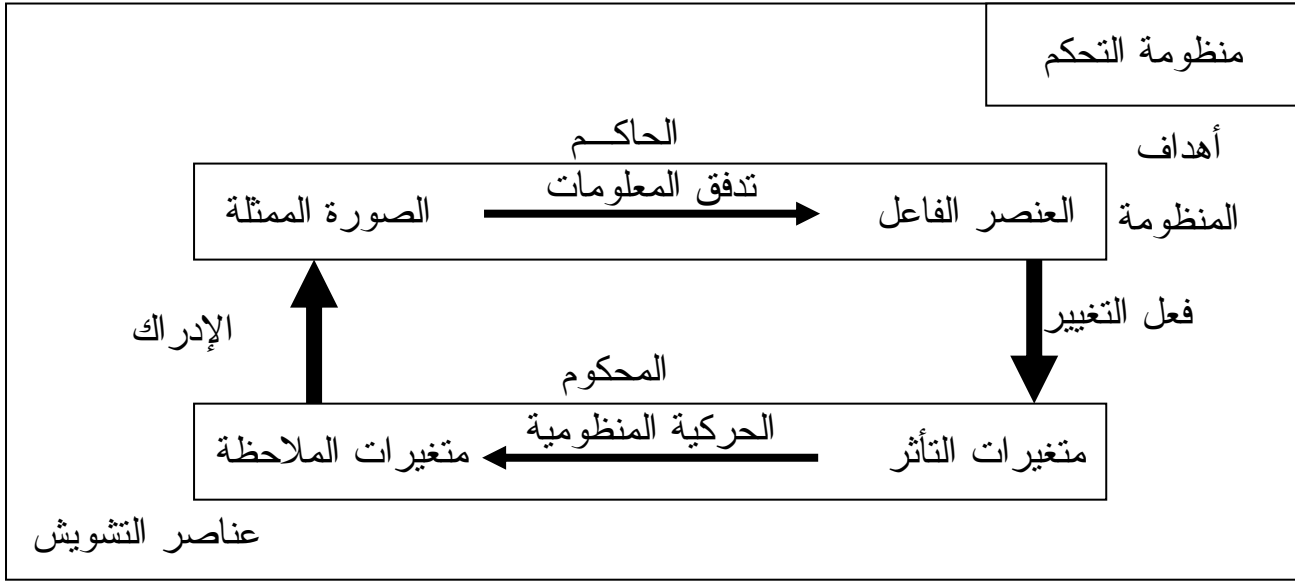 منظومة التحكم
أهداف
الحاكـــم
المنظومة
العنصر الفاعل
تدفق المعلومات
الصورة الممثلة
فعل التغيير
الإدراك
المحكوم
متغيرات التأثر
الحركية المنظومية
متغيرات الملاحظة
عناصر التشويش